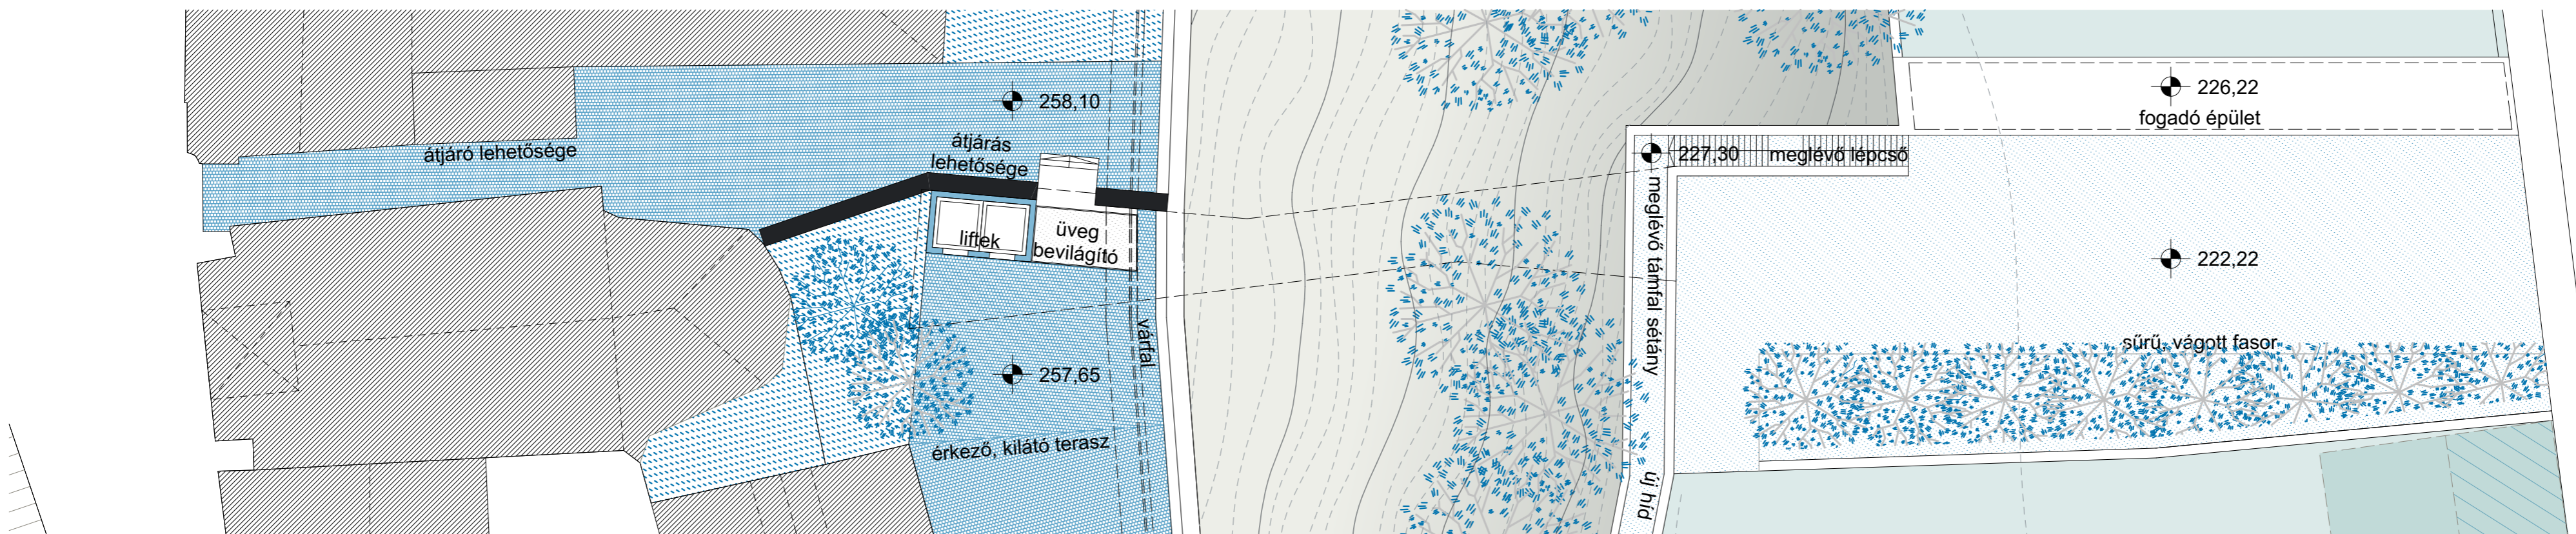 258,10
átjáró lehetősége
átjárás
lehetősége
liftek
üveg
bevilágító
várfal
257,65
érkező, kilátó terasz
226,22
fogadó épület
227,30
meglévő lépcső
meglévő támfal sétány
222,22
sűrű, vágott fasor
új híd